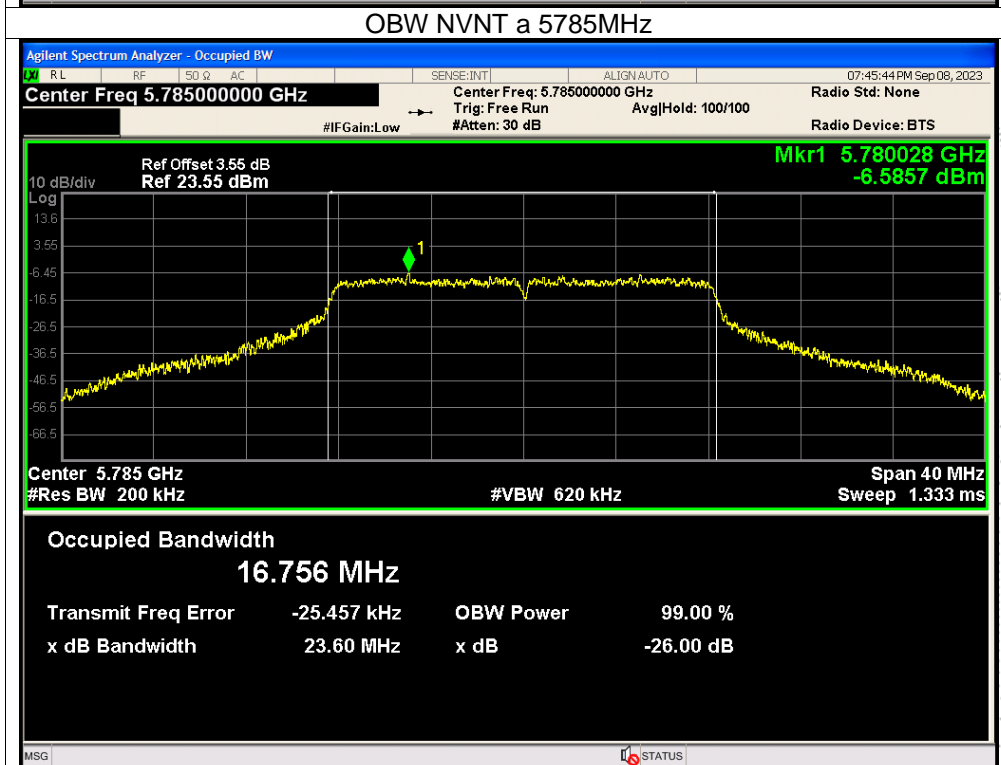 OBW NVNT a 5785MHz
Agilent Spectrum Analyzer - Occupied BW
LXI RL RF 50 Ω AC SENSE:INT ALIGN AUTO 07:45:44 PM Sep 08, 2023
Center Freq 5.785000000 GHz Center Freq: 5.785000000 GHz Radio Std: None
Trig: Free Run Avg|Hold: 100/100
#IFGain:Low #Atten: 30 dB Radio Device: BTS
Mkr1 5.780028 GHz
-6.5857 dBm
Ref Offset 3.55 dB
10 dB/div Ref 23.55 dBm
Log
13.6
3.55
-6.45
-16.5
-26.5
-36.5
-46.5
-56.5
-66.5
1
Center 5.785 GHz Span 40 MHz
#Res BW 200 kHz #VBW 620 kHz Sweep 1.333 ms
Occupied Bandwidth
16.756 MHz
Transmit Freq Error -25.457 kHz OBW Power 99.00 %
x dB Bandwidth 23.60 MHz x dB -26.00 dB
MSG STATUS